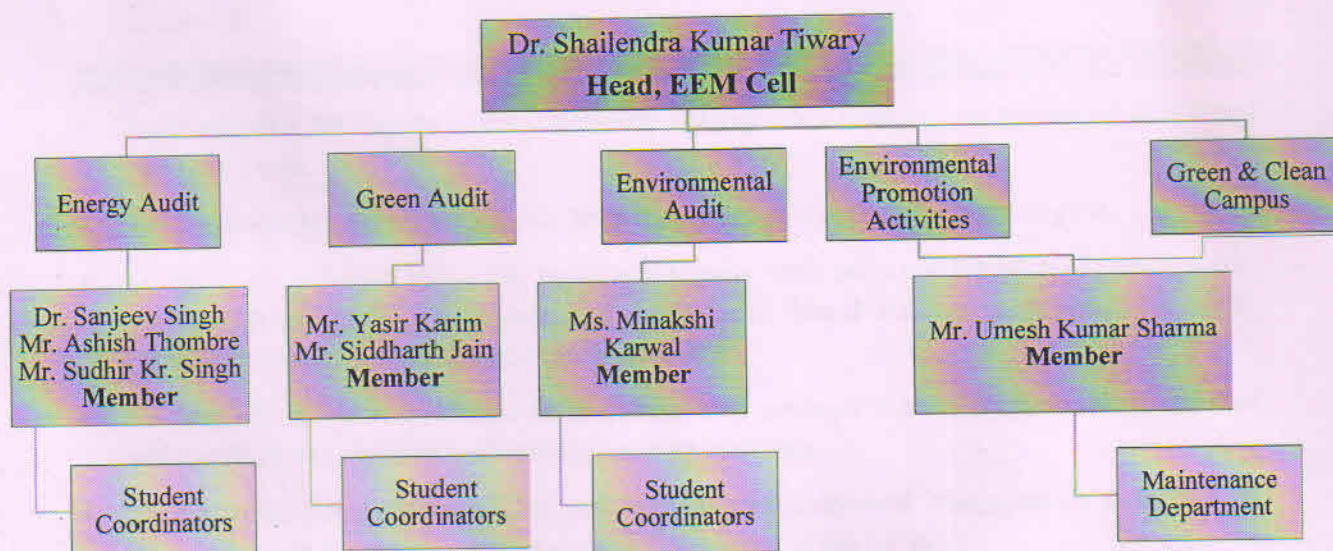 Dr. Shailendra Kumar Tiwary
Head, EEM Cell
Energy Audit
Green Audit
Environmental
Audit
Environmental
Promotion
Activities
Green & Clean
Campus
Dr. Sanjeev Singh
Mr. Ashish Thombre
Mr. Sudhir Kr. Singh
Member
Mr. Yasir Karim
Mr. Siddharth Jain
Member
Ms. Minakshi
Karwal
Member
Mr. Umesh Kumar Sharma
Member
Student
Coordinators
Student
Coordinators
Student
Coordinators
Maintenance
Department